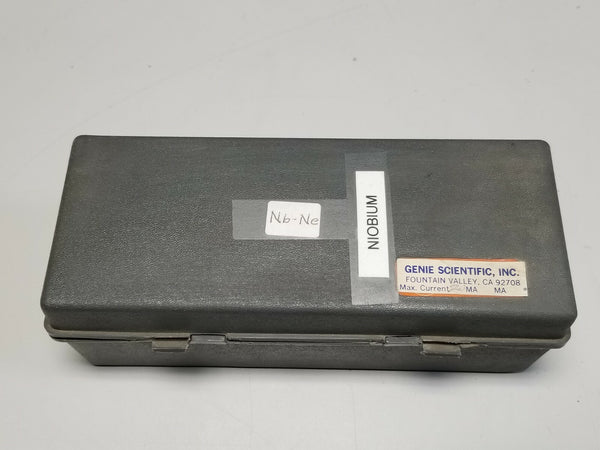 Nb-Ne
NIOBIUM
GENIE SCIENTIFIC, INC.
FOUNTAIN VALLEY, CA 92708
Max. Current MA MA